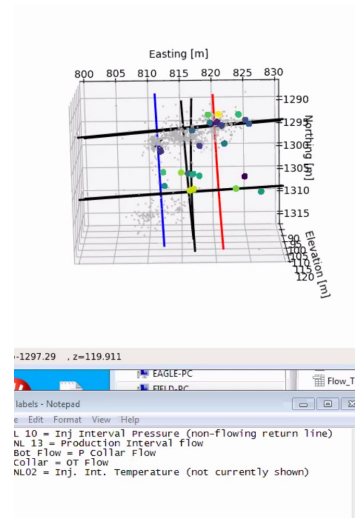 Easting [m]
800 805 810 815 820 825 830
1290
1295
1300
1305
1310
1315
Northing [m]
90
95
100
105
110
115
120
Elevation [m]
-1297.29 , z=119.911
EAGLE-PC
FIELD-PC
Flow_T
labels - Notepad
Edit Format View Help
L 10 = Inj Interval Pressure (non-flowing return line)
NL 13 = Production Interval flow
Bot Flow = P Collar Flow
Collar = OT Flow
NL02 = Inj. Int. Temperature (not currently shown)